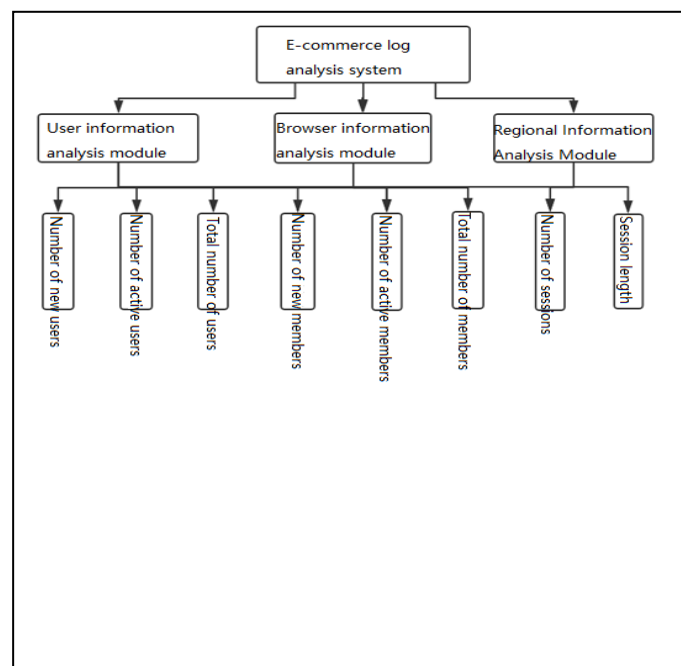 E-commerce log
analysis system
User information
analysis module
Browser information
analysis module
Regional Information
Analysis Module
Number of new users
Number of active users
Total number of users
Number of new members
Number of active members
Total number of members
Number of sessions
Session length